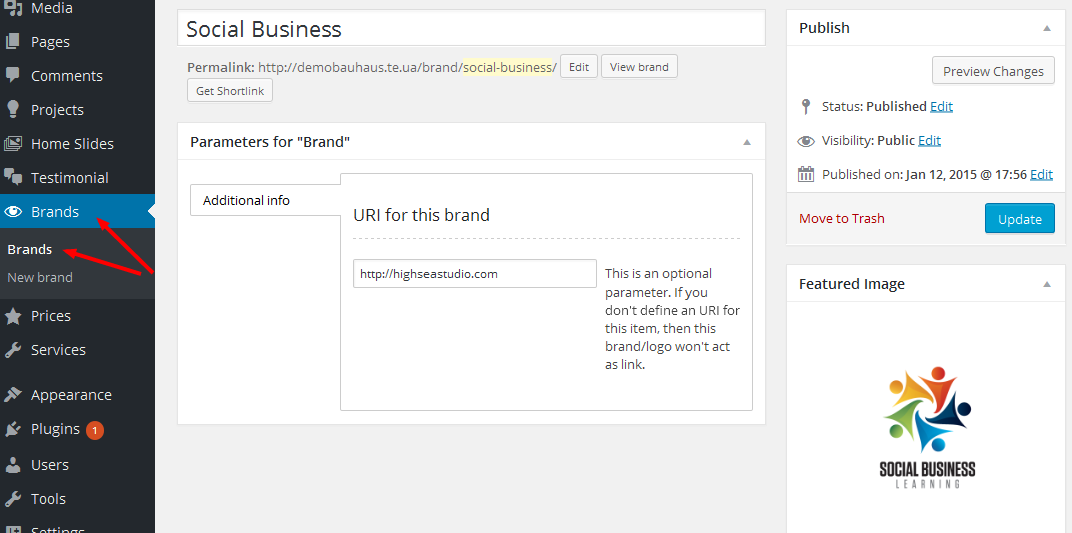 Media
Pages
Comments
Projects
Home Slides
Testimonial
Brands
Brands
New brand
Prices
Services
Appearance
Plugins 1
Users
Tools
Settings
Social Business
Permalink: http://demobauhaus.te.ua/brand/social-business/ Edit View brand
Get Shortlink
Parameters for "Brand"
Additional info
URI for this brand
http://highseastudio.com
This is an optional
parameter. If you
don't define an URI for
this item, then this
brand/logo won't act
as link.
Publish
Preview Changes
Status: Published Edit
Visibility: Public Edit
Published on: Jan 12, 2015 @ 17:56 Edit
Move to Trash Update
Featured Image
SOCIAL BUSINESS
LEARNING